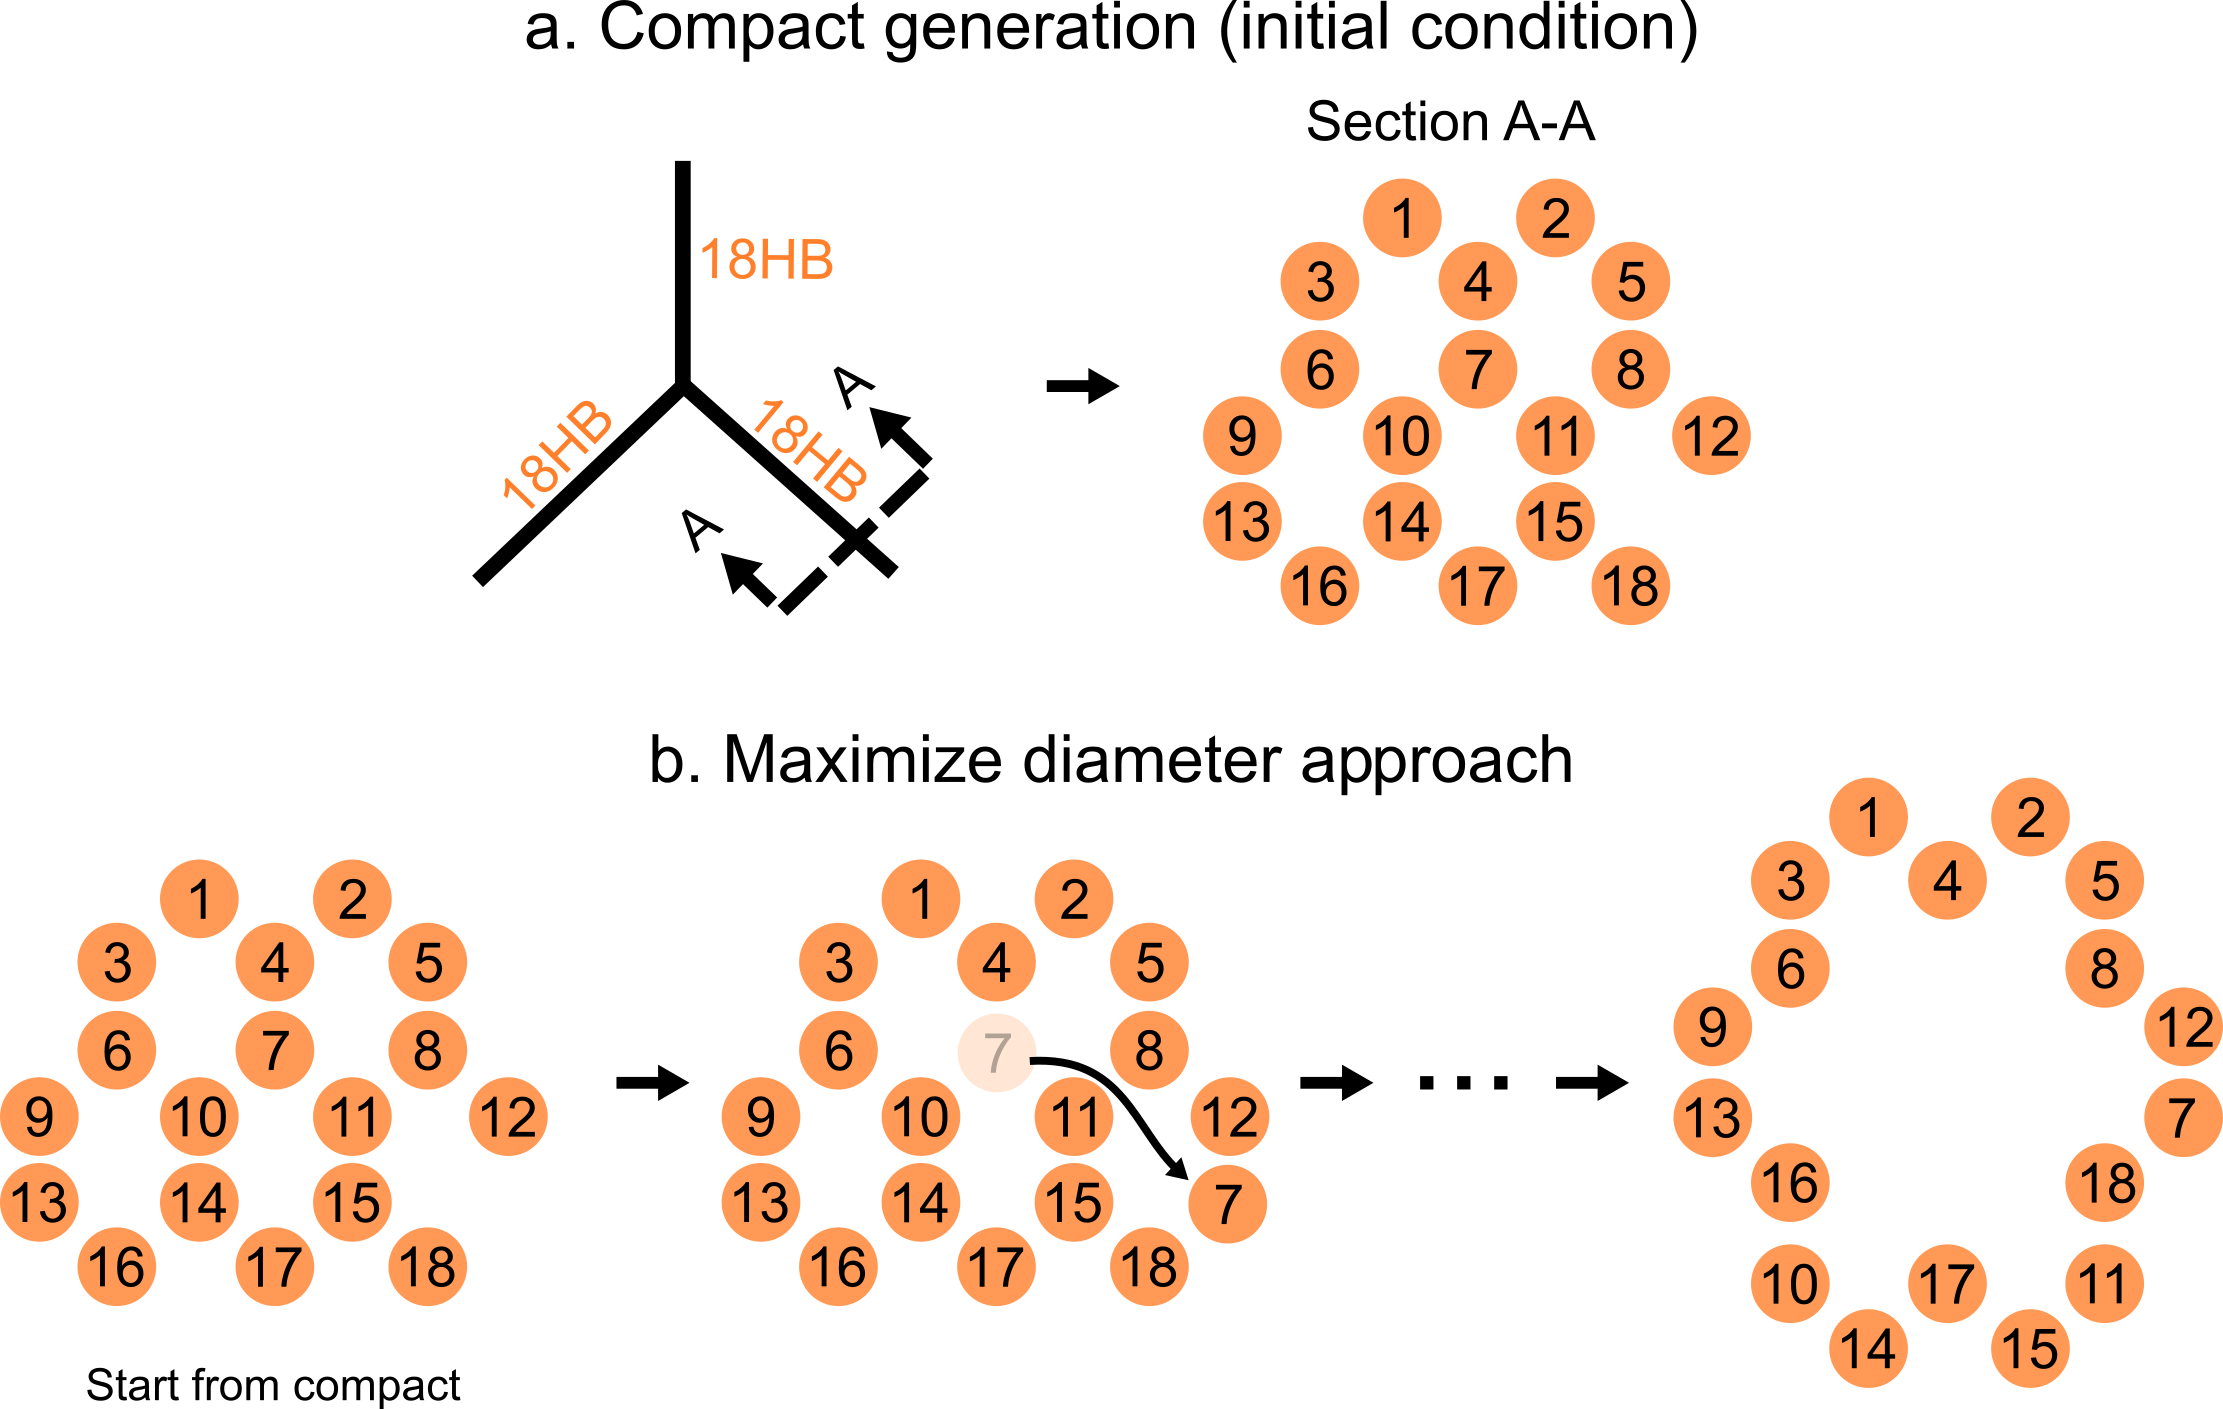 a. Compact generation (initial condition)
Section A-A
18HB
18HB
18HB
A
A
1 2
3 4 5
6 7 8
9 10 11 12
13 14 15
16 17 18
b. Maximize diameter approach
1 2
3 4 5
6 7 8
9 10 11 12
13 14 15
16 17 18
Start from compact
1 2
3 4 5
6 7 8
9 10 11 12
13 14 15 7
16 17 18
...
1 2
3 4 5
6 8
9 12
13 7
16 18
10 17 11
14 15